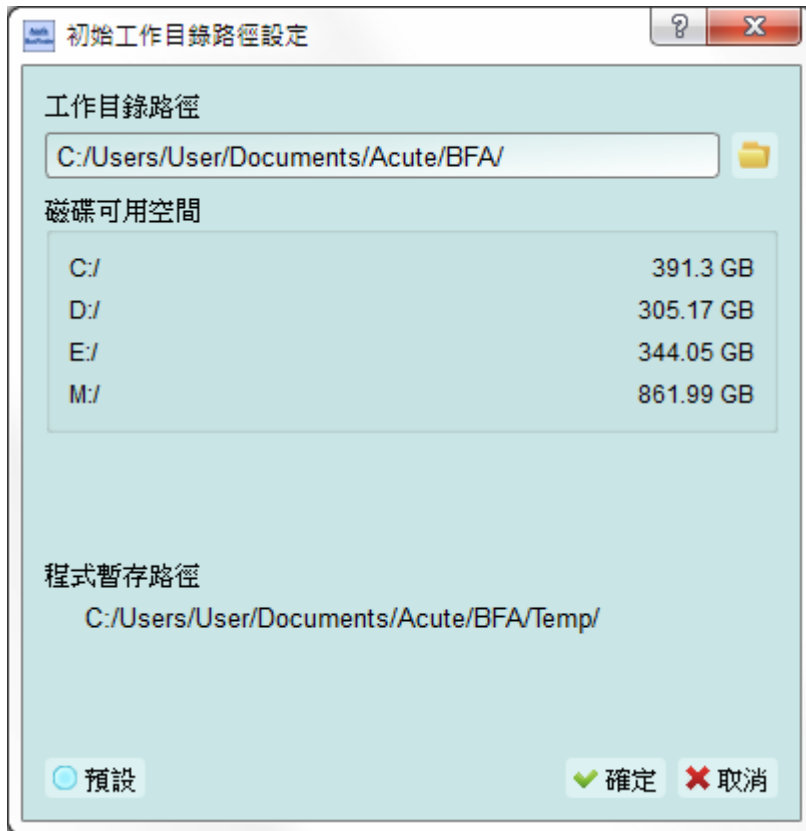 初始工作目錄路徑設定
工作目錄路徑
C:/Users/User/Documents/Acute/BFA/
磁碟可用空間
C:/ 391.3 GB
D:/ 305.17 GB
E:/ 344.05 GB
M:/ 861.99 GB
程式暫存路徑
C:/Users/User/Documents/Acute/BFA/Temp/
預設 確定 取消